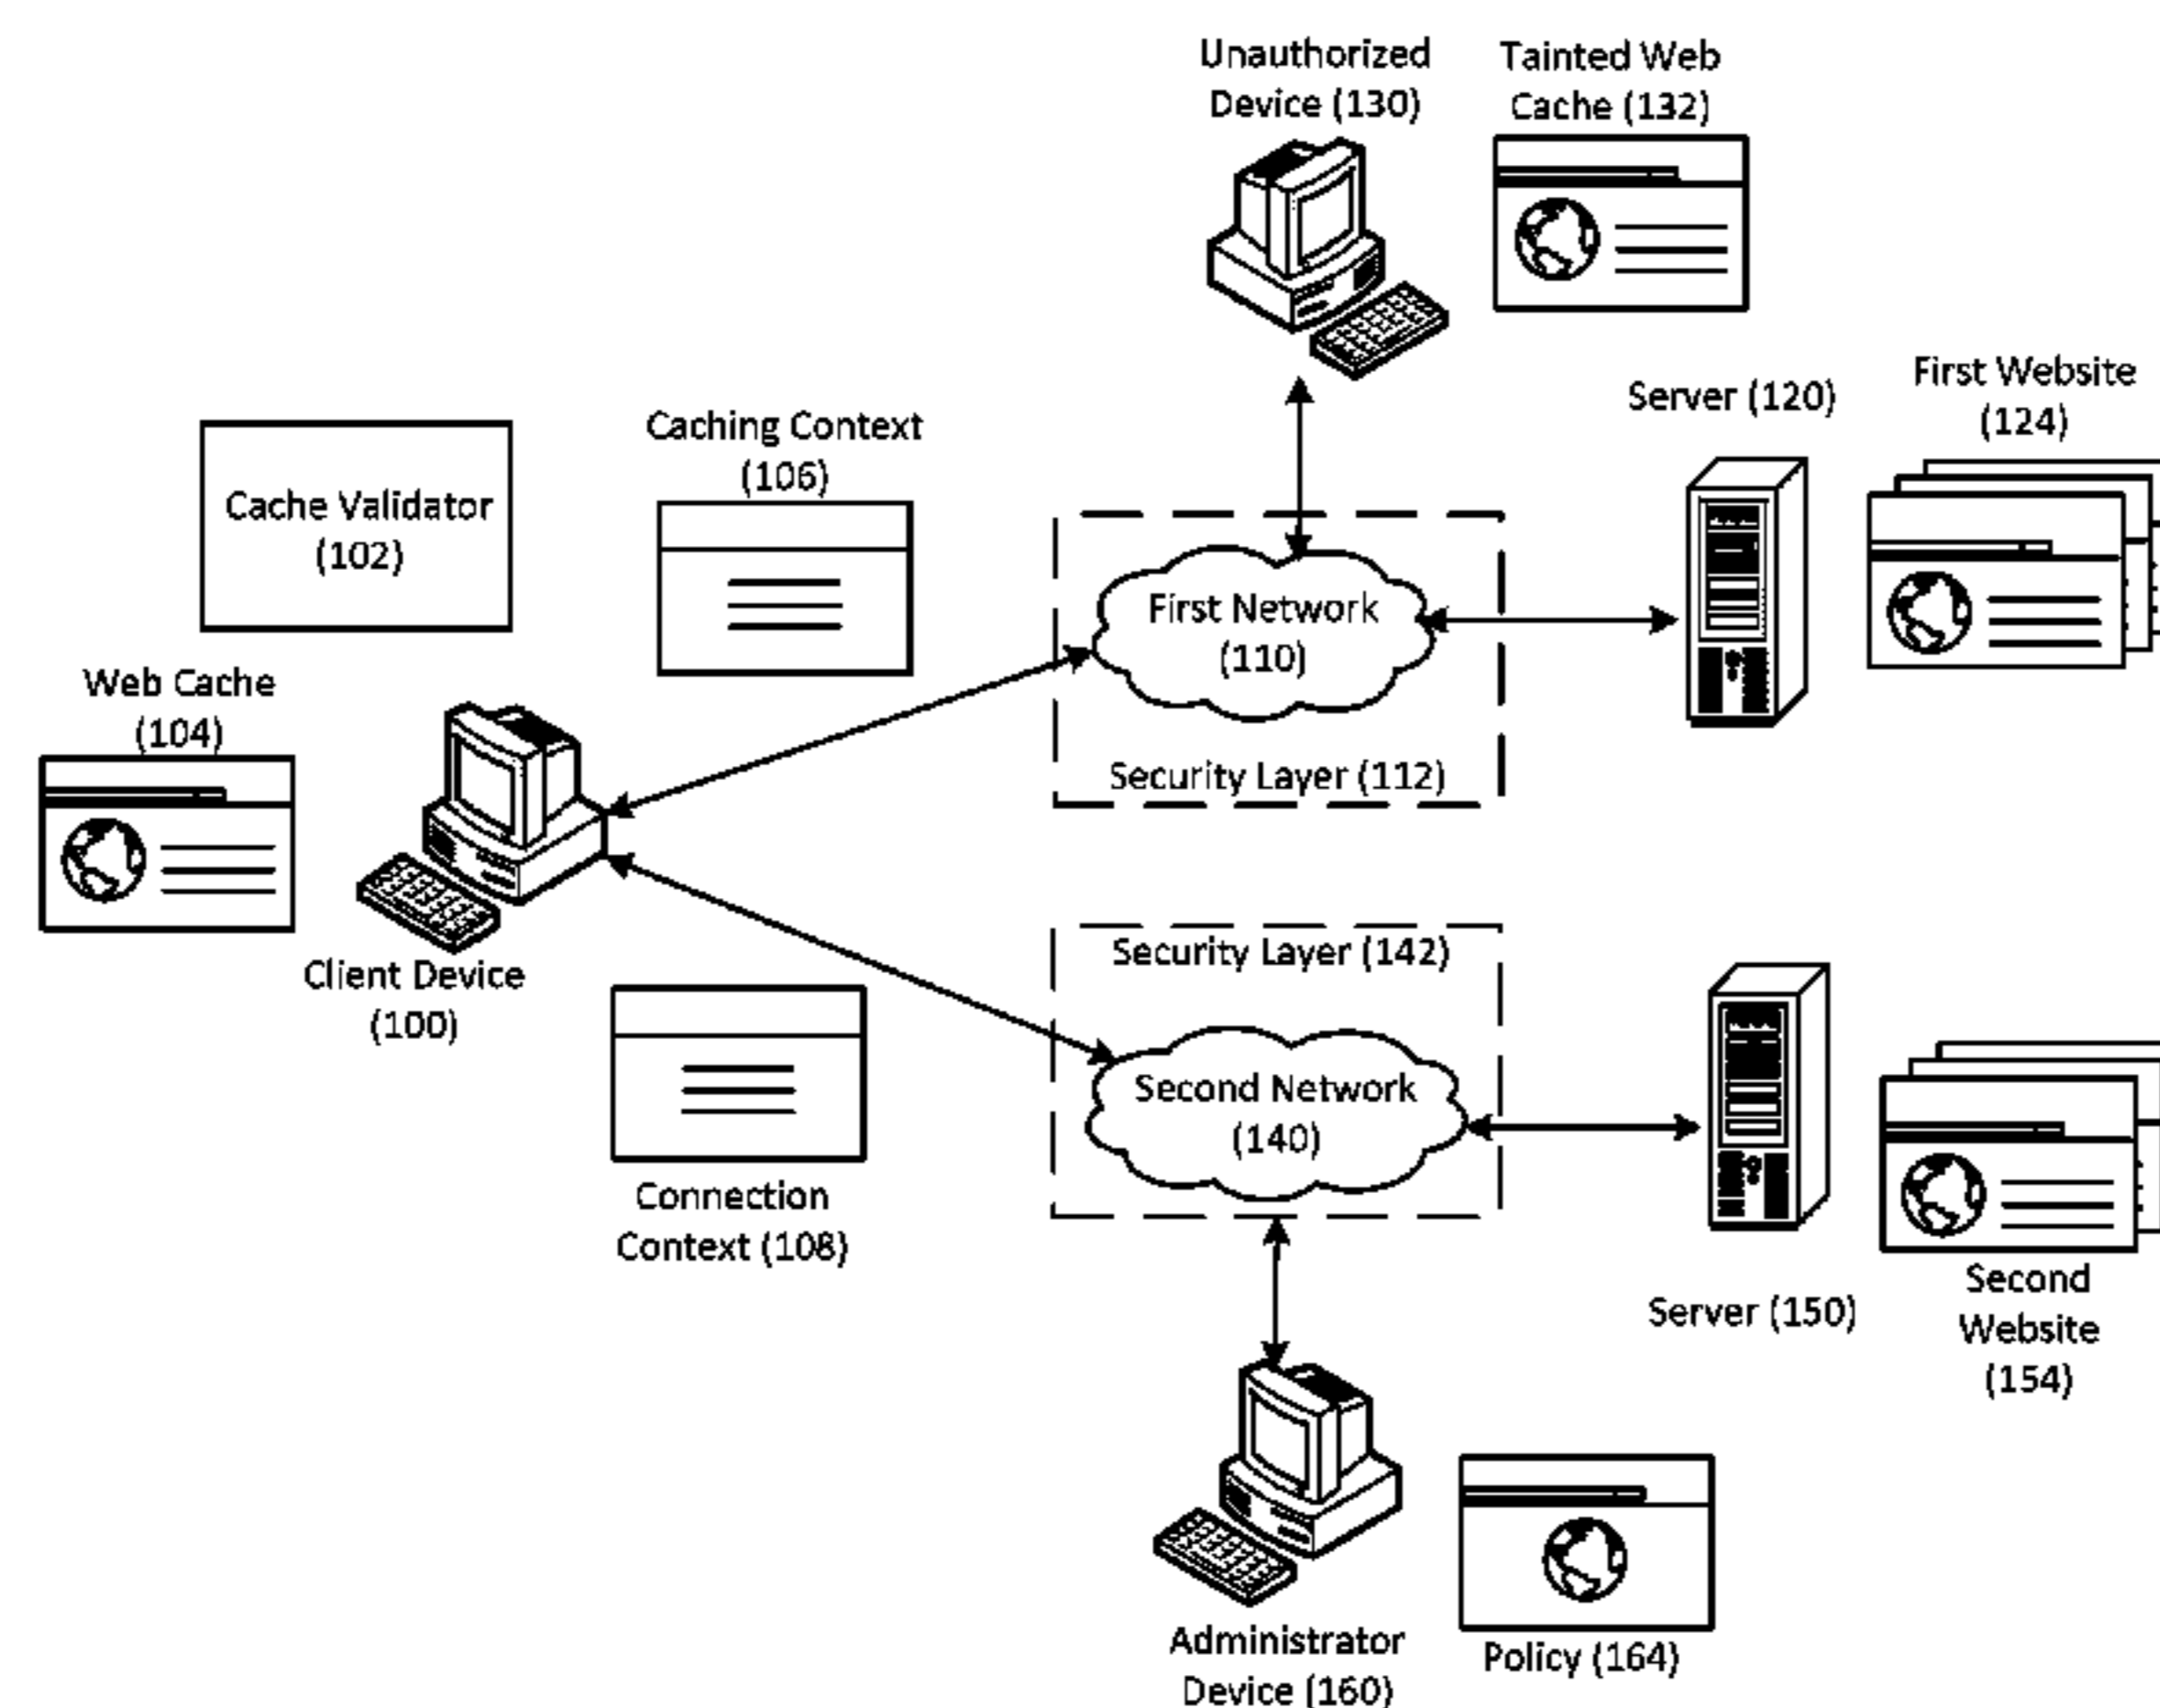 Unauthorized
Device (130)
Tainted Web
Cache (132)
Server (120)
First Website
(124)
Caching Context
(106)
Cache Validator
(102)
First Network
(110)
Security Layer (112)
Web Cache
(104)
Client Device
(100)
Security Layer (142)
Second Network
(140)
Connection
Context (108)
Server (150)
Second
Website
(154)
Administrator
Device (160)
Policy (164)